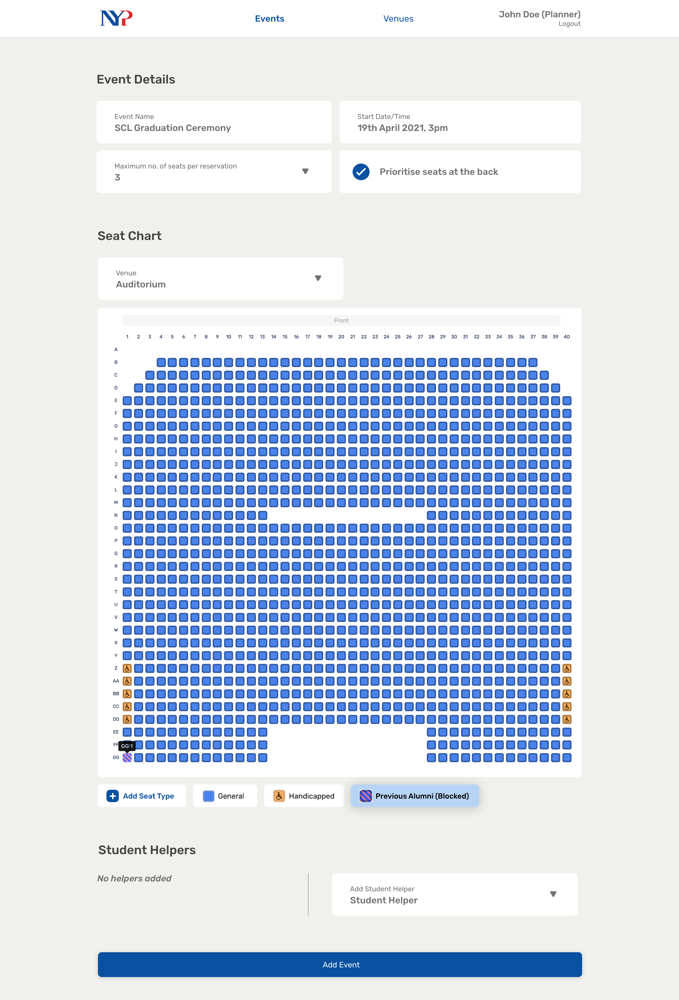 NYP
Events
Venues
John Doe (Planner)
Logout
Event Details
Event Name
SCL Graduation Ceremony
Start Date/Time
19th April 2021, 3pm
Maximum no. of seats per reservation
3
Prioritise seats at the back
Seat Chart
Venue
Auditorium
Front
1 2 3 4 5 6 7 8 9 10 11 12 13 14 15 16 17 18 19 20 21 22 23 24 25 26 27 28 29 30 31 32 33 34 35 36 37 38 39 40
A
B
C
D
E
F
G
H
I
J
K
L
M
N
O
P
Q
R
S
T
U
V
W
X
Y
Z
AA
BB
CC
DD
EE
FF
GG:1
GG
Add Seat Type
General
Handicapped
Previous Alumni (Blocked)
Student Helpers
No helpers added
Add Student Helper
Student Helper
Add Event